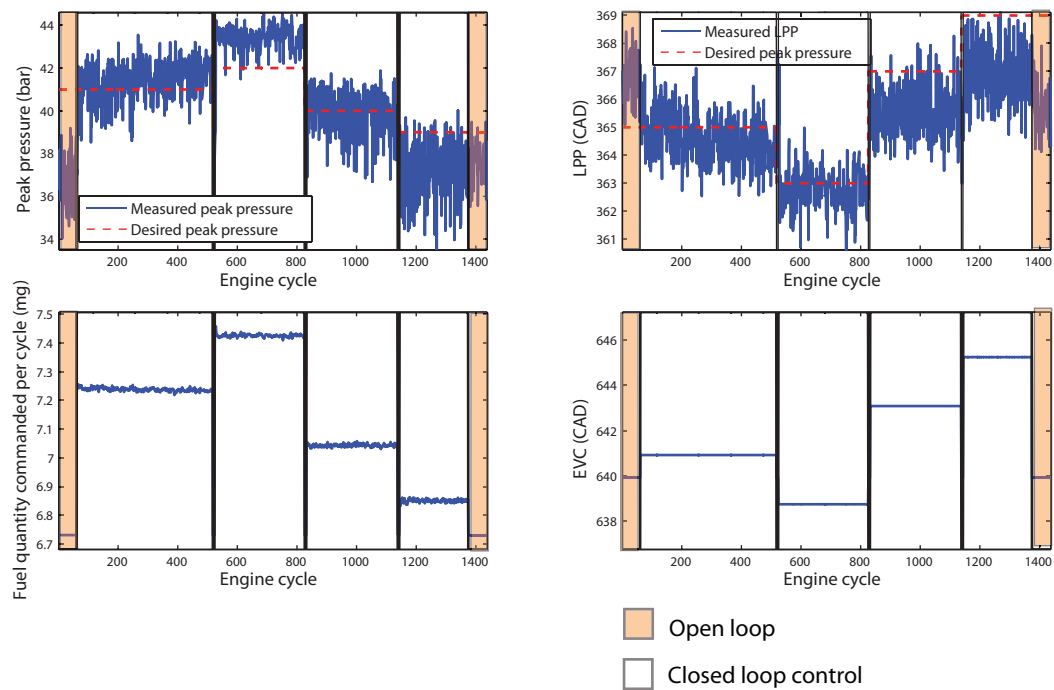 44
42
40
38
36
34
Peak pressure (bar)
Measured peak pressure
Desired peak pressure
200 400 600 800 1000 1200 1400
Engine cycle
369
368
367
366
365
364
363
362
361
LPP (CAD)
Measured LPP
Desired peak pressure
200 400 600 800 1000 1200 1400
Engine cycle
7.5
7.4
7.3
7.2
7.1
7
6.9
6.8
6.7
Fuel quantity commanded per cycle (mg)
200 400 600 800 1000 1200 1400
Engine cycle
646
644
642
640
638
EVC (CAD)
200 400 600 800 1000 1200 1400
Engine cycle
Open loop
Closed loop control